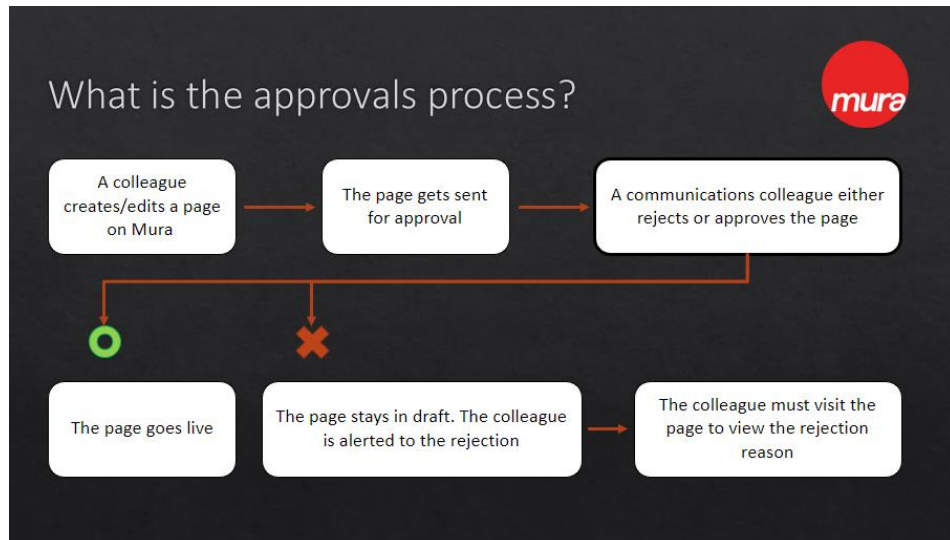 What is the approvals process?
mura
A colleague
creates/edits a page
on Mura
The page gets sent
for approval
A communications colleague either
rejects or approves the page
The page goes live
The page stays in draft. The colleague
is alerted to the rejection
The colleague must visit the
page to view the rejection
reason